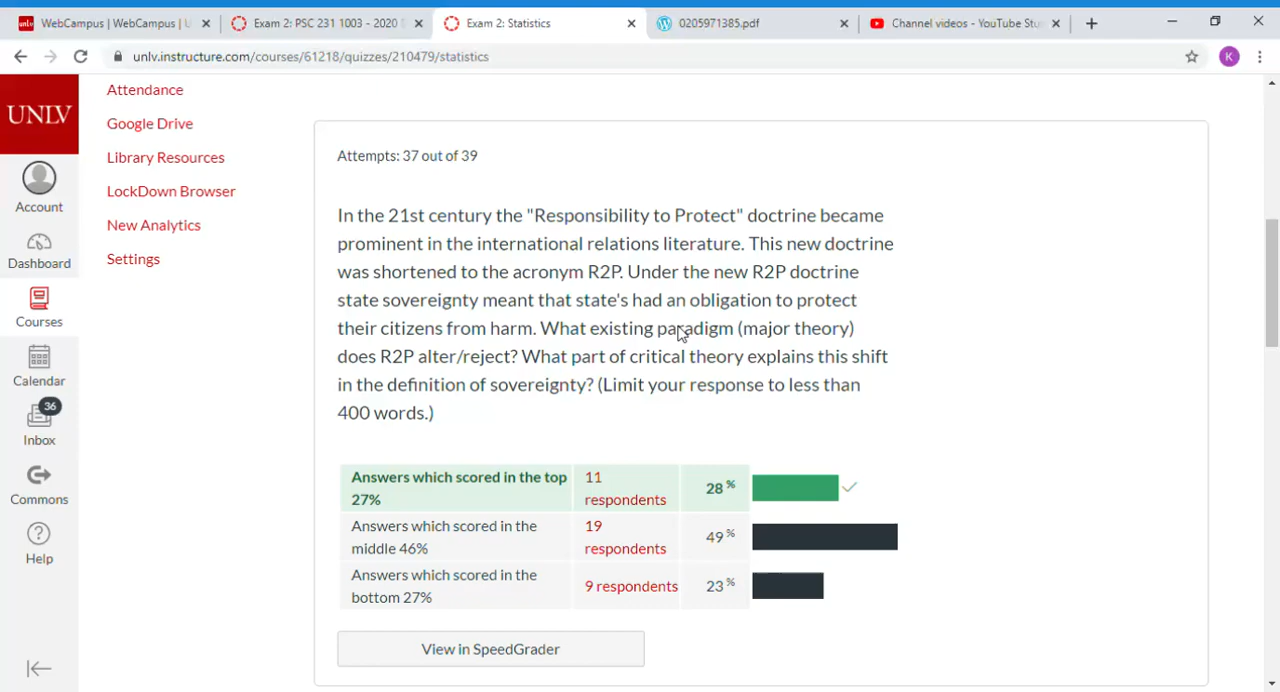 WebCampus | WebCampus | U
Exam 2: PSC 231 1003 - 2020
Exam 2: Statistics
0205971385.pdf
Channel videos - YouTube Stu
unlv.instructure.com/courses/61218/quizzes/210479/statistics
K
UNLV
Account
Dashboard
Courses
Calendar
36
Inbox
Commons
Help
Attendance
Google Drive
Library Resources
LockDown Browser
New Analytics
Settings
Attempts: 37 out of 39
In the 21st century the "Responsibility to Protect" doctrine became
prominent in the international relations literature. This new doctrine
was shortened to the acronym R2P. Under the new R2P doctrine
state sovereignty meant that state's had an obligation to protect
their citizens from harm. What existing paradigm (major theory)
does R2P alter/reject? What part of critical theory explains this shift
in the definition of sovereignty? (Limit your response to less than
400 words.)
Answers which scored in the top
27%
11
respondents
28 %
Answers which scored in the
middle 46%
19
respondents
49 %
Answers which scored in the
bottom 27%
9 respondents
23 %
View in SpeedGrader